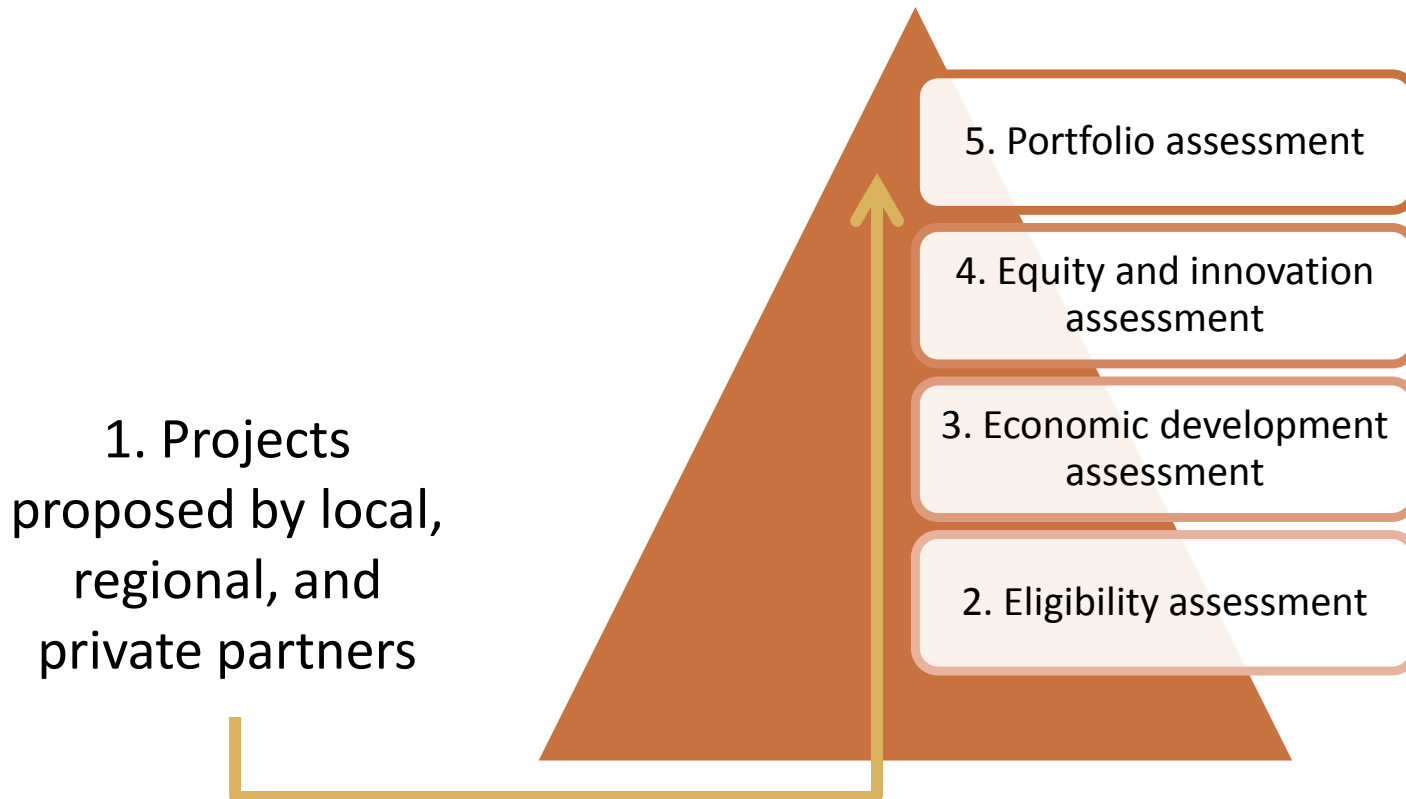 5. Portfolio assessment
4. Equity and innovation
assessment
3. Economic development
assessment
2. Eligibility assessment
1. Projects
proposed by local,
regional, and
private partners